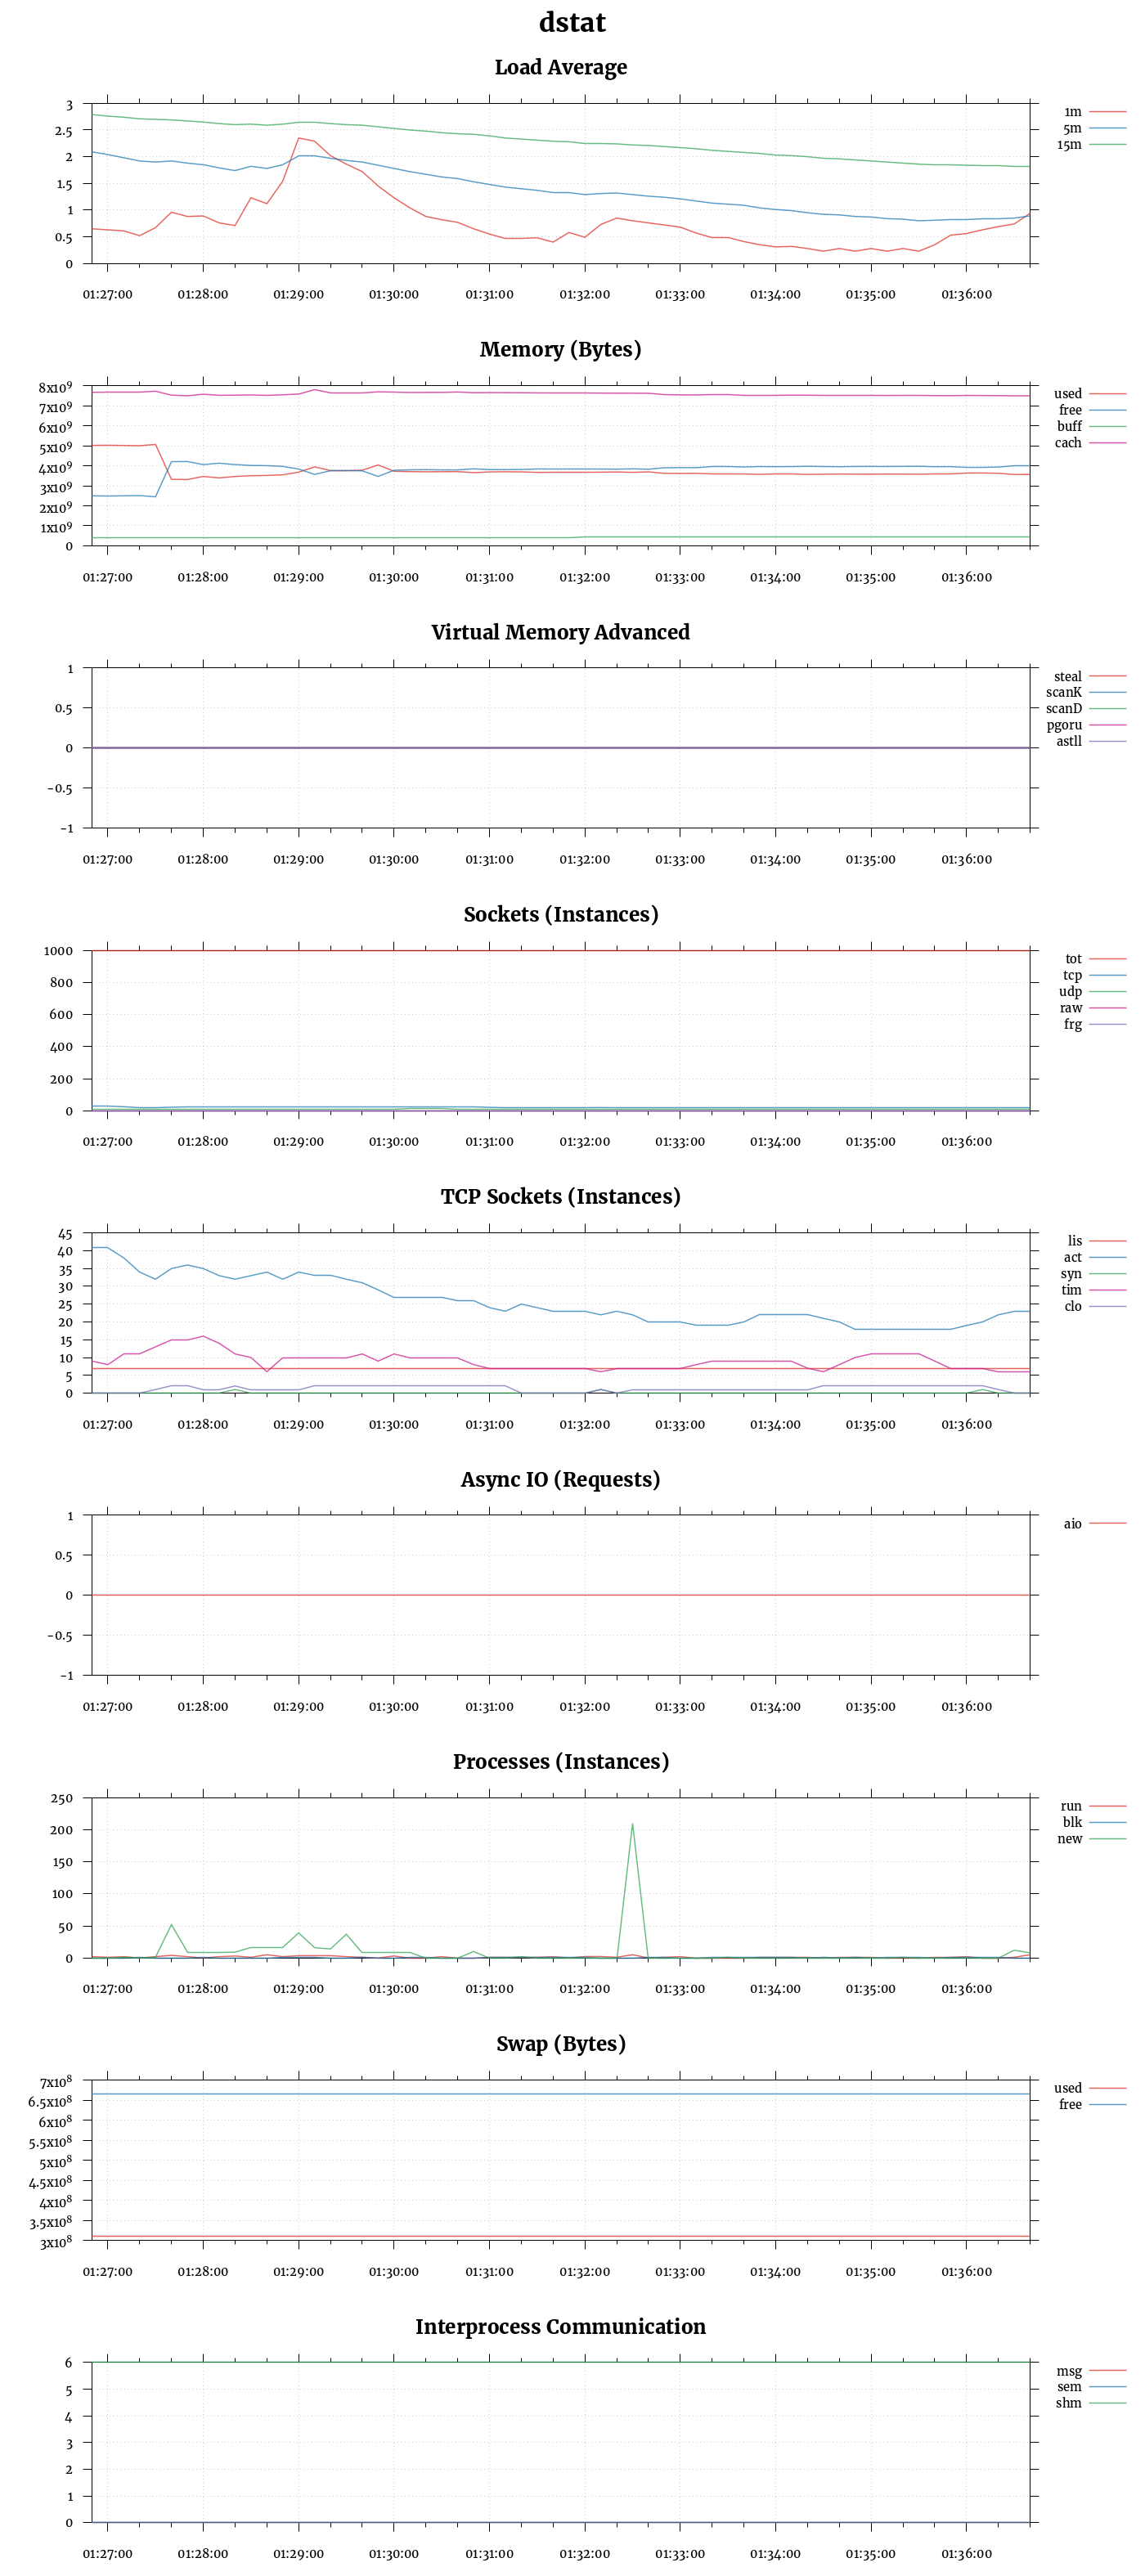 dstat
Load Average
3
2.5
2
1.5
1
0.5
0
01:27:00 01:28:00 01:29:00 01:30:00 01:31:00 01:32:00 01:33:00 01:34:00 01:35:00 01:36:00
1m
5m
15m
Memory (Bytes)
8x10⁹
7x10⁹
6x10⁹
5x10⁹
4x10⁹
3x10⁹
2x10⁹
1x10⁹
0
01:27:00 01:28:00 01:29:00 01:30:00 01:31:00 01:32:00 01:33:00 01:34:00 01:35:00 01:36:00
used
free
buff
cach
Virtual Memory Advanced
1
0.5
0
-0.5
-1
01:27:00 01:28:00 01:29:00 01:30:00 01:31:00 01:32:00 01:33:00 01:34:00 01:35:00 01:36:00
steal
scanK
scanD
pgoru
astll
Sockets (Instances)
1000
800
600
400
200
0
01:27:00 01:28:00 01:29:00 01:30:00 01:31:00 01:32:00 01:33:00 01:34:00 01:35:00 01:36:00
tot
tcp
udp
raw
frg
TCP Sockets (Instances)
45
40
35
30
25
20
15
10
5
0
01:27:00 01:28:00 01:29:00 01:30:00 01:31:00 01:32:00 01:33:00 01:34:00 01:35:00 01:36:00
lis
act
syn
tim
clo
Async IO (Requests)
1
0.5
0
-0.5
-1
01:27:00 01:28:00 01:29:00 01:30:00 01:31:00 01:32:00 01:33:00 01:34:00 01:35:00 01:36:00
aio
Processes (Instances)
250
200
150
100
50
0
01:27:00 01:28:00 01:29:00 01:30:00 01:31:00 01:32:00 01:33:00 01:34:00 01:35:00 01:36:00
run
blk
new
Swap (Bytes)
7x10⁸
6.5x10⁸
6x10⁸
5.5x10⁸
5x10⁸
4.5x10⁸
4x10⁸
3.5x10⁸
3x10⁸
01:27:00 01:28:00 01:29:00 01:30:00 01:31:00 01:32:00 01:33:00 01:34:00 01:35:00 01:36:00
used
free
Interprocess Communication
6
5
4
3
2
1
0
01:27:00 01:28:00 01:29:00 01:30:00 01:31:00 01:32:00 01:33:00 01:34:00 01:35:00 01:36:00
msg
sem
shm